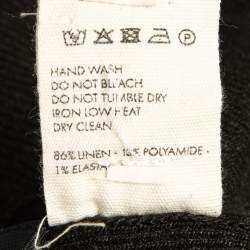 HAND WASH
DO NOT BLEACH
DO NOT TUMBLE DRY
IRON LOW HEAT
DRY CLEAN
86% LINEN - 13% POLYAMIDE -
1% ELASTA